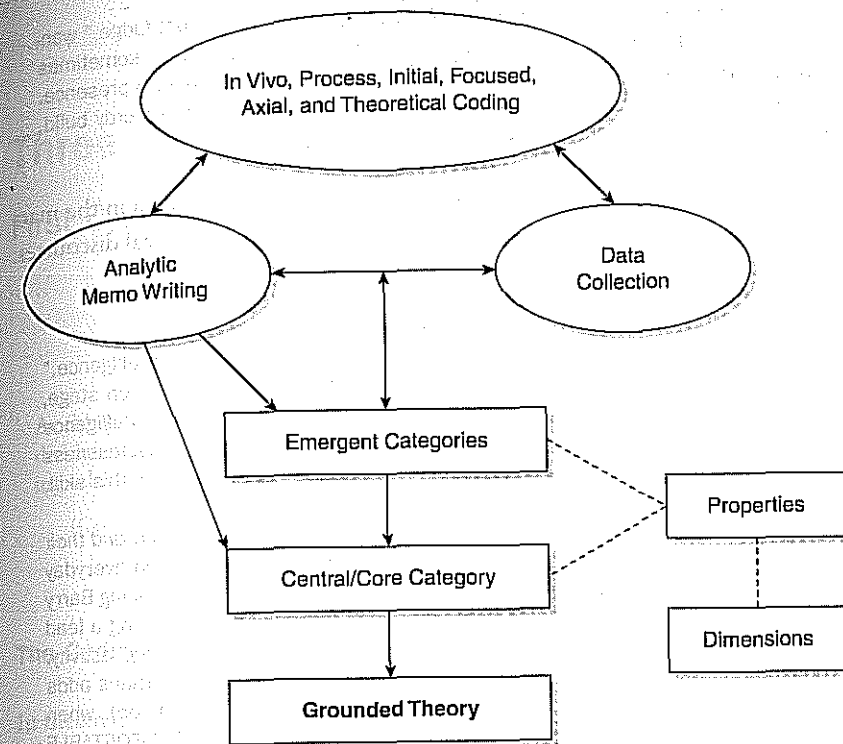 In Vivo, Process, Initial, Focused,
Axial, and Theoretical Coding
Analytic
Memo Writing
Data
Collection
Emergent Categories
Properties
Central/Core Category
Dimensions
Grounded Theory